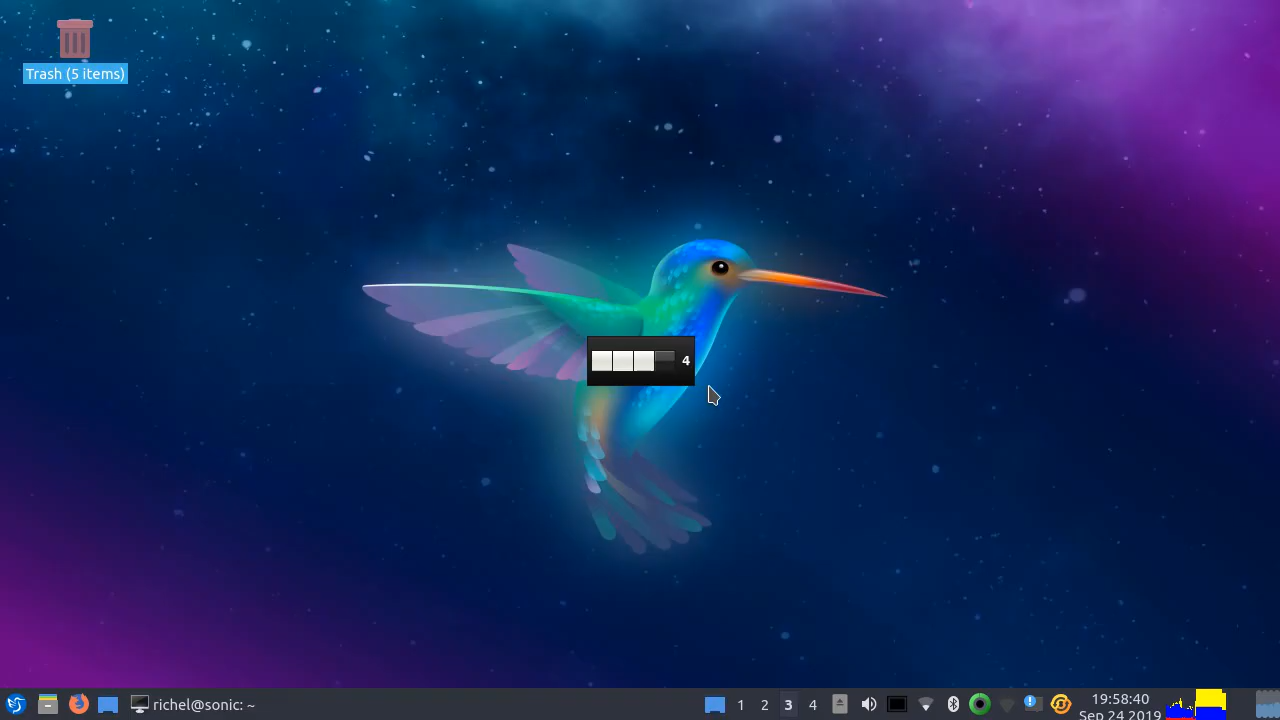 Trash (5 items)
4
richel@sonic: ~
1 2 3 4
19:58:40
Sep 24 2019